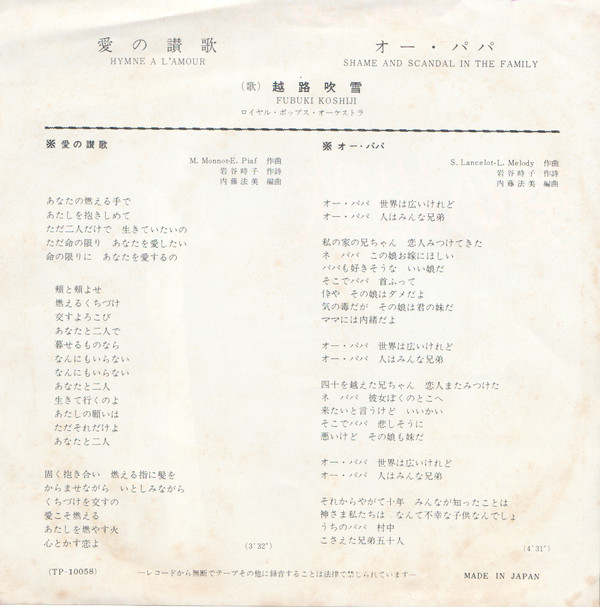 愛の讃歌
HYMNE A L'AMOUR
オー・パパ
SHAME AND SCANDAL IN THE FAMILY
(歌) 越路吹雪
FUBUKI KOSHIJI
ロイヤル・ポップス・オーケストラ
※ 愛の讃歌
M. Monnot-E. Piaf 作曲
岩谷時子 作詩
内藤法美 編曲
あなたの燃える手で
あたしを抱きしめて
ただ二人だけで 生きていたいの
ただ命の限り あなたを愛したい
命の限りに あなたを愛するの
頬と頬よせ
燃えるくちづけ
交すよろこび
あなたと二人で
暮せるものなら
なんにもいらない
なんにもいらない
あなたと二人
生きて行くのよ
あたしの願いは
ただそれだけよ
あなたと二人
固く抱き合い 燃える指に髪を
からませながら いとしみながら
くちづけを交すの
愛こそ燃える
あたしを燃やす火
心とかす恋よ
(3'32")
※ オー・パパ
S. Lancelot-L. Melody 作曲
岩谷時子 作詩
内藤法美 編曲
オー・パパ 世界は広いけれど
オー・パパ 人はみんな兄弟
私の家の兄ちゃん 恋人みつけてきた
ネ パパ この娘お嫁にほしい
パパも好きそうな いい娘だ
そこでパパ 首ふって
伜や その娘はダメだよ
気の毒だが その娘は君の妹だ
ママには内緒だよ
オー・パパ 世界は広いけれど
オー・パパ 人はみんな兄弟
四十を越えた兄ちゃん 恋人またみつけた
ネ パパ 彼女ぼくのとこへ
来たいと言うけど いいかい
そこでパパ 悲しそうに
悪いけど その娘も妹だ
オー・パパ 世界は広いけれど
オー・パパ 人はみんな兄弟
それからやがて十年 みんなが知ったことは
神さま私たちは なんて不幸な子供なんでしょ
うちのパパ 村中
こさえた兄弟五十人
(4'31")
(TP-10058)
―レコードから無断でテープその他に録音することは法律で禁じられています―
MADE IN JAPAN